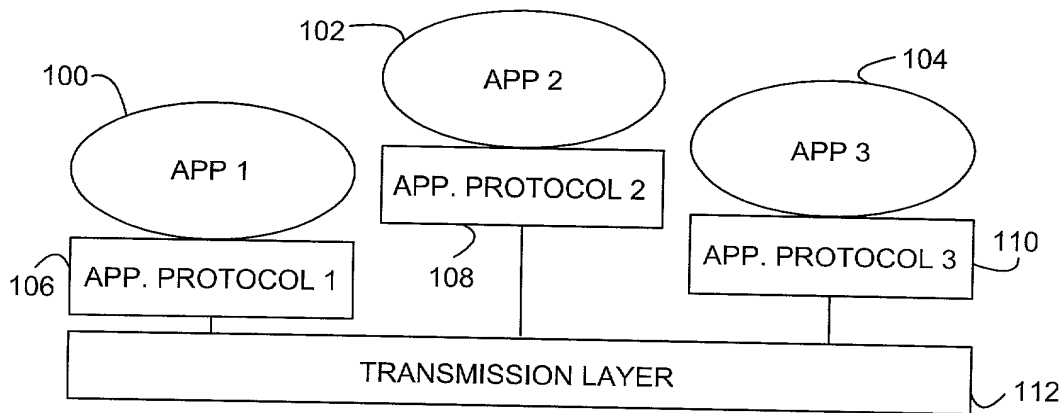 102
104
100
APP 2
APP 1
APP 3
APP. PROTOCOL 2
APP. PROTOCOL 1
APP. PROTOCOL 3
106
108
110
TRANSMISSION LAYER
112